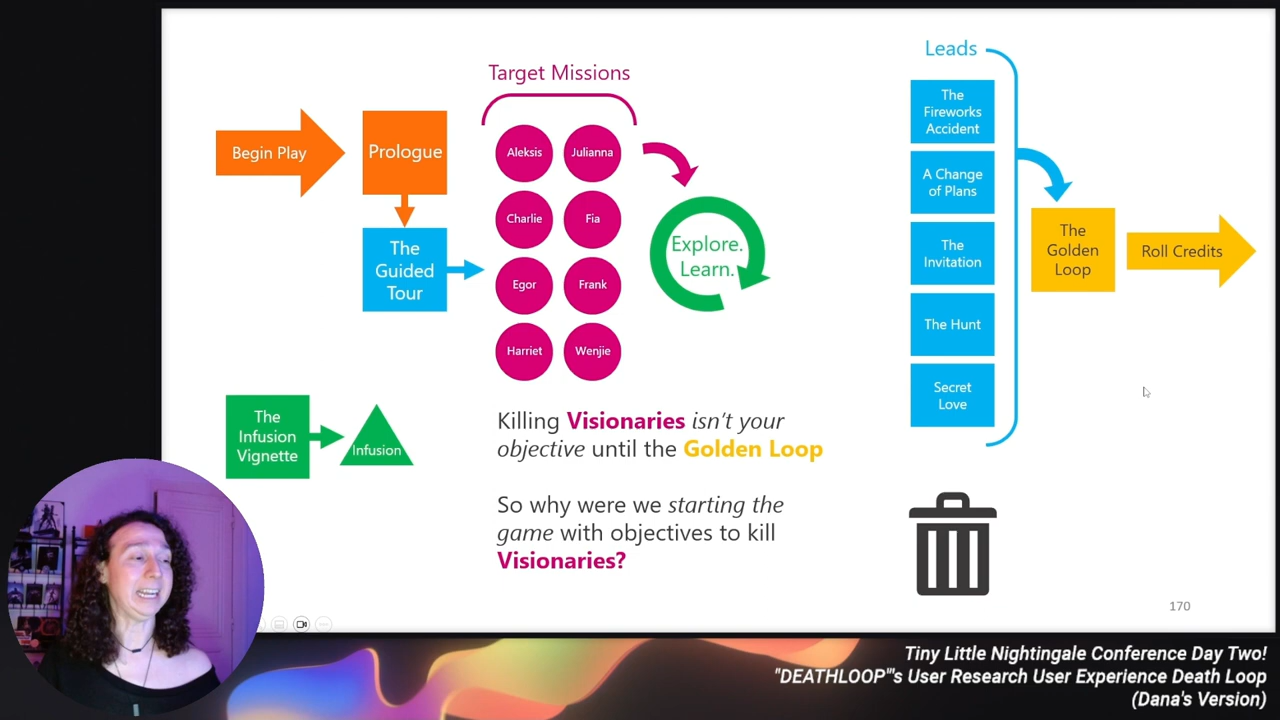 Begin Play
Prologue
The
Guided
Tour
Target Missions
Aleksis
Julianna
Charlie
Fia
Egor
Frank
Harriet
Wenjie
Explore.
Learn.
Leads
The
Fireworks
Accident
A Change
of Plans
The
Invitation
The Hunt
Secret
Love
The
Golden
Loop
Roll Credits
The
Infusion
Vignette
Infusion
Killing Visionaries isn't your
objective until the Golden Loop
So why were we starting the
game with objectives to kill
Visionaries?
170
Tiny Little Nightingale Conference Day Two!
"DEATHLOOP"'s User Research User Experience Death Loop
(Dana's Version)